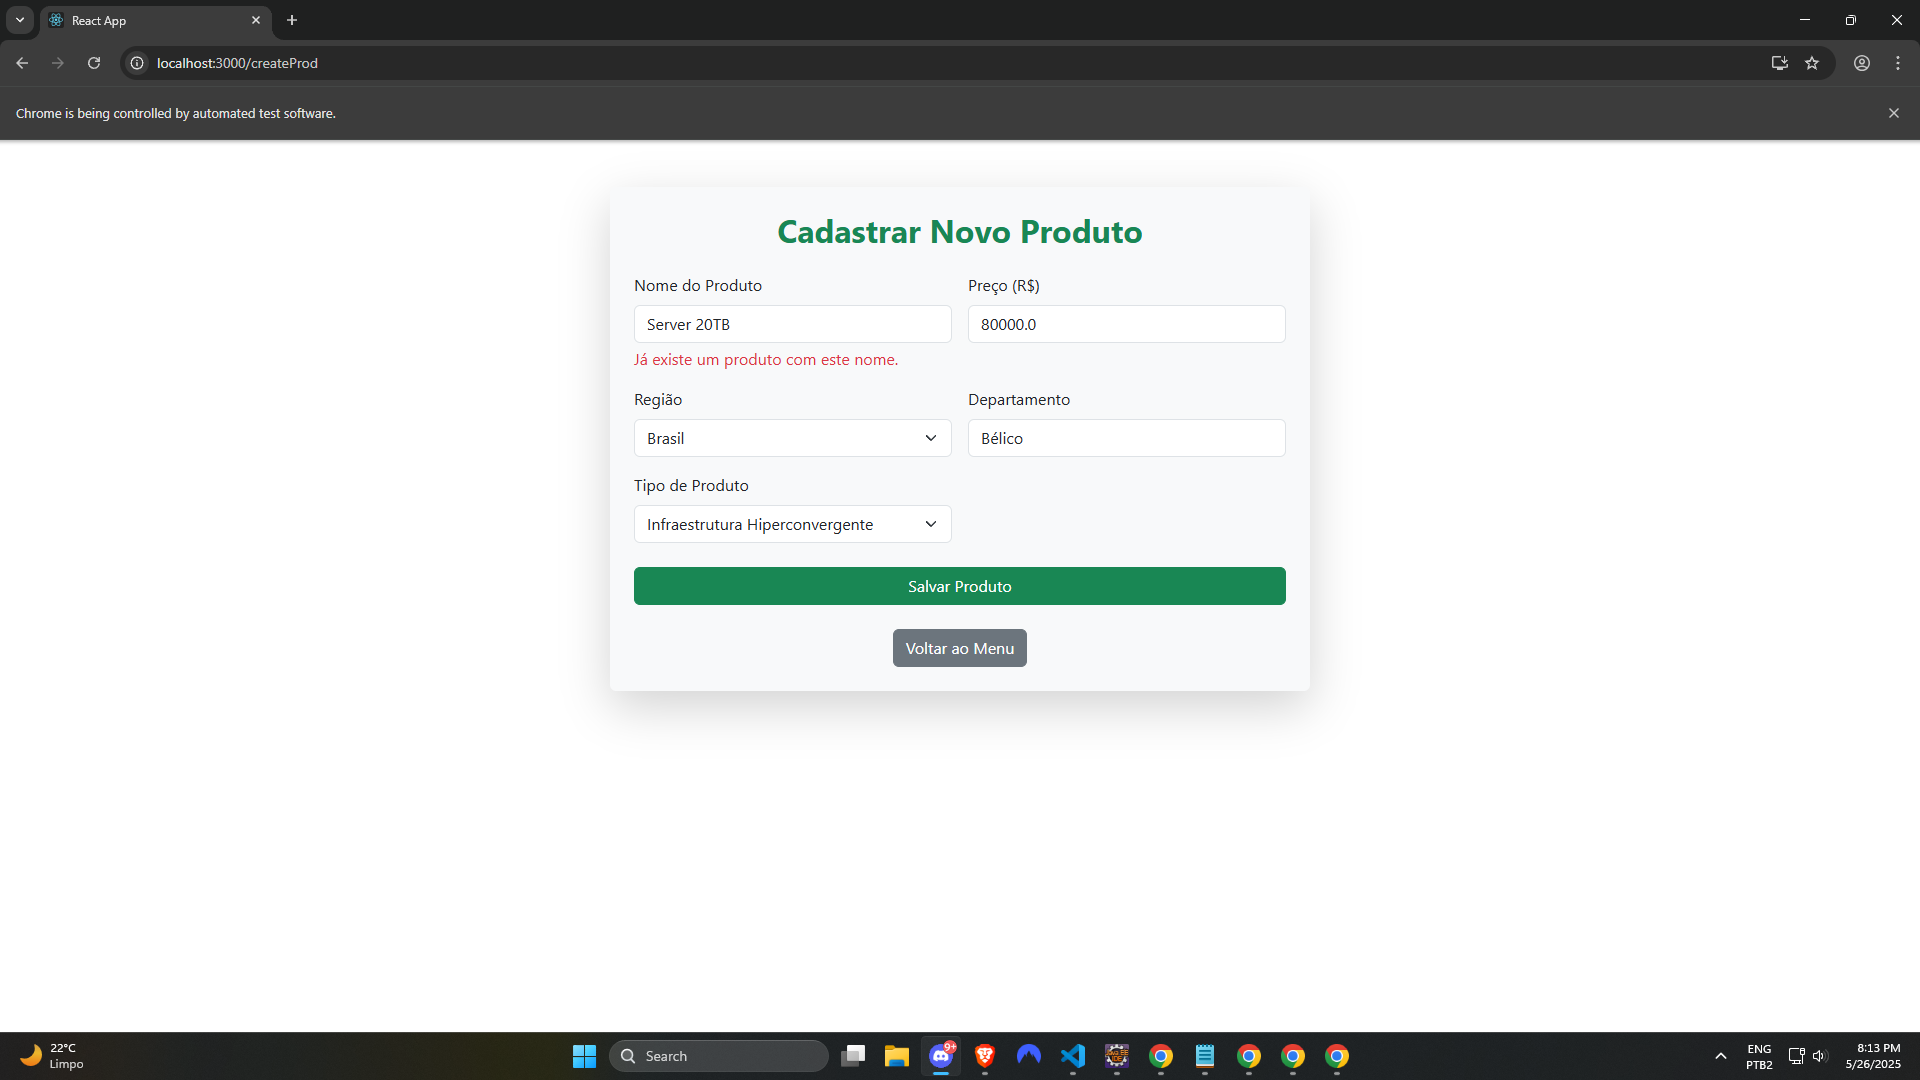 React App
localhost:3000/createProd
Chrome is being controlled by automated test software.
Cadastrar Novo Produto
Nome do Produto
Preço (R$)
Server 20TB
80000.0
Já existe um produto com este nome.
Região
Departamento
Brasil
Bélico
Tipo de Produto
Infraestrutura Hiperconvergente
Salvar Produto
Voltar ao Menu
22°C
Limpo
Search
9+
Java EE
IDE
ENG
PTB2
8:13 PM
5/26/2025